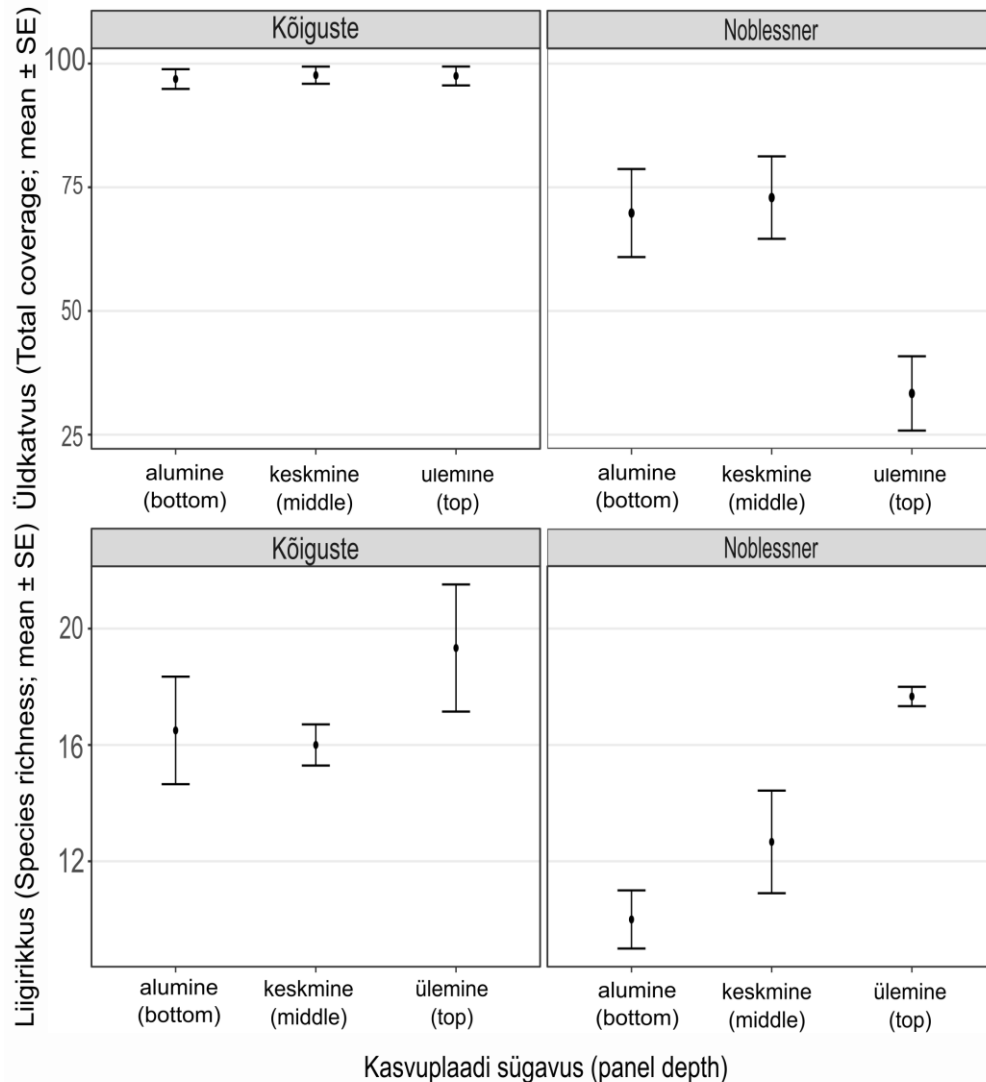 Kõiguste
Noblessner
Üldkatvus (Total coverage; mean ± SE)
100
75
50
25
alumine
(bottom)
keskmine
(middle)
ülemine
(top)
alumine
(bottom)
keskmine
(middle)
ülemine
(top)
Kõiguste
Noblessner
Liigirikkus (Species richness; mean ± SE)
20
16
12
alumine
(bottom)
keskmine
(middle)
ülemine
(top)
alumine
(bottom)
keskmine
(middle)
ülemine
(top)
Kasvuplaadi sügavus (panel depth)